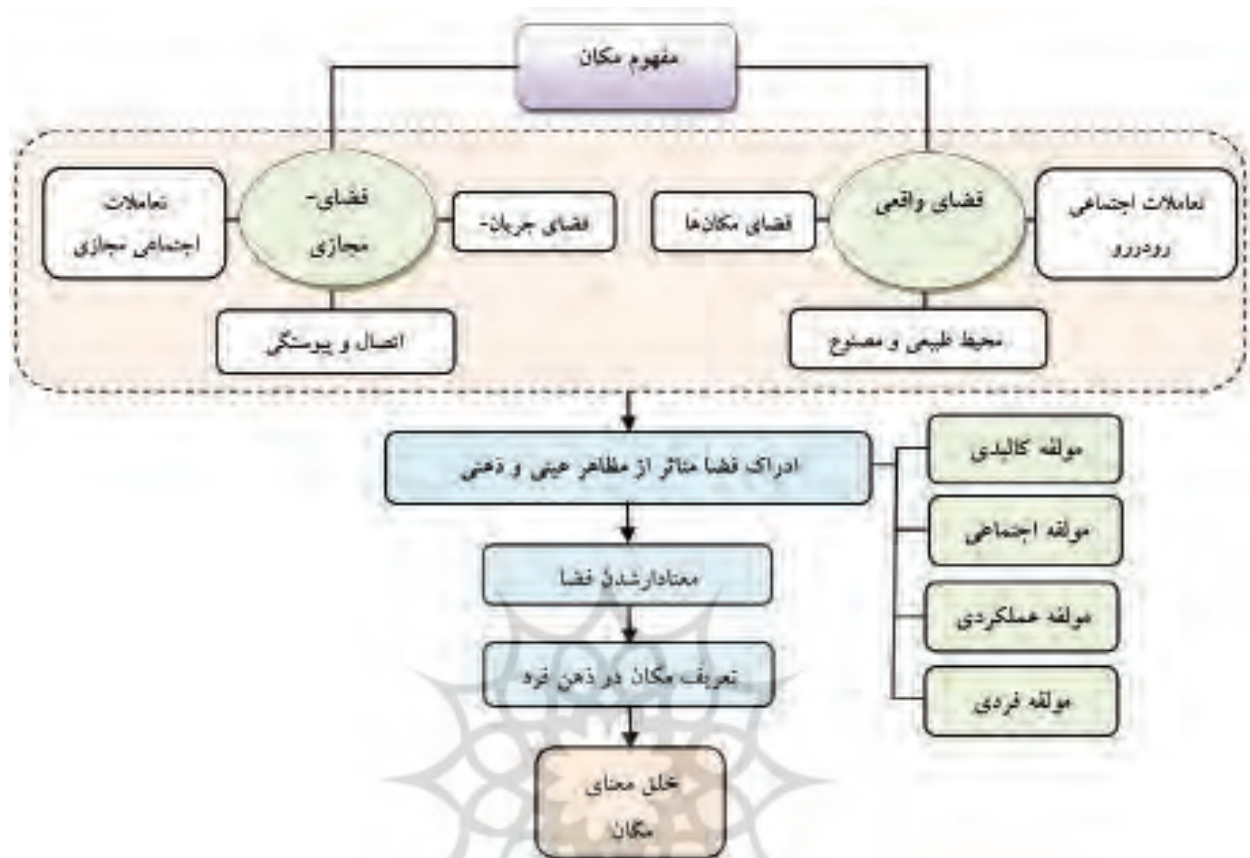 مفهوم مکان
فضای واقعی
تعاملات اجتماعی
رودررو
فضای مکان‌ها
محیط طبیعی و مصنوع
فضای-
مجازی
فضای جریان-
تعاملات
اجتماعی مجازی
اتصال و پیوستگی
ادراک فضا متاثر از مظاهر عینی و ذهنی
مولفه کالبدی
مولفه اجتماعی
مولفه عملکردی
مولفه فردی
معنادارشدن فضا
تعریف مکان در ذهن فرد
خلق معنای
مکان